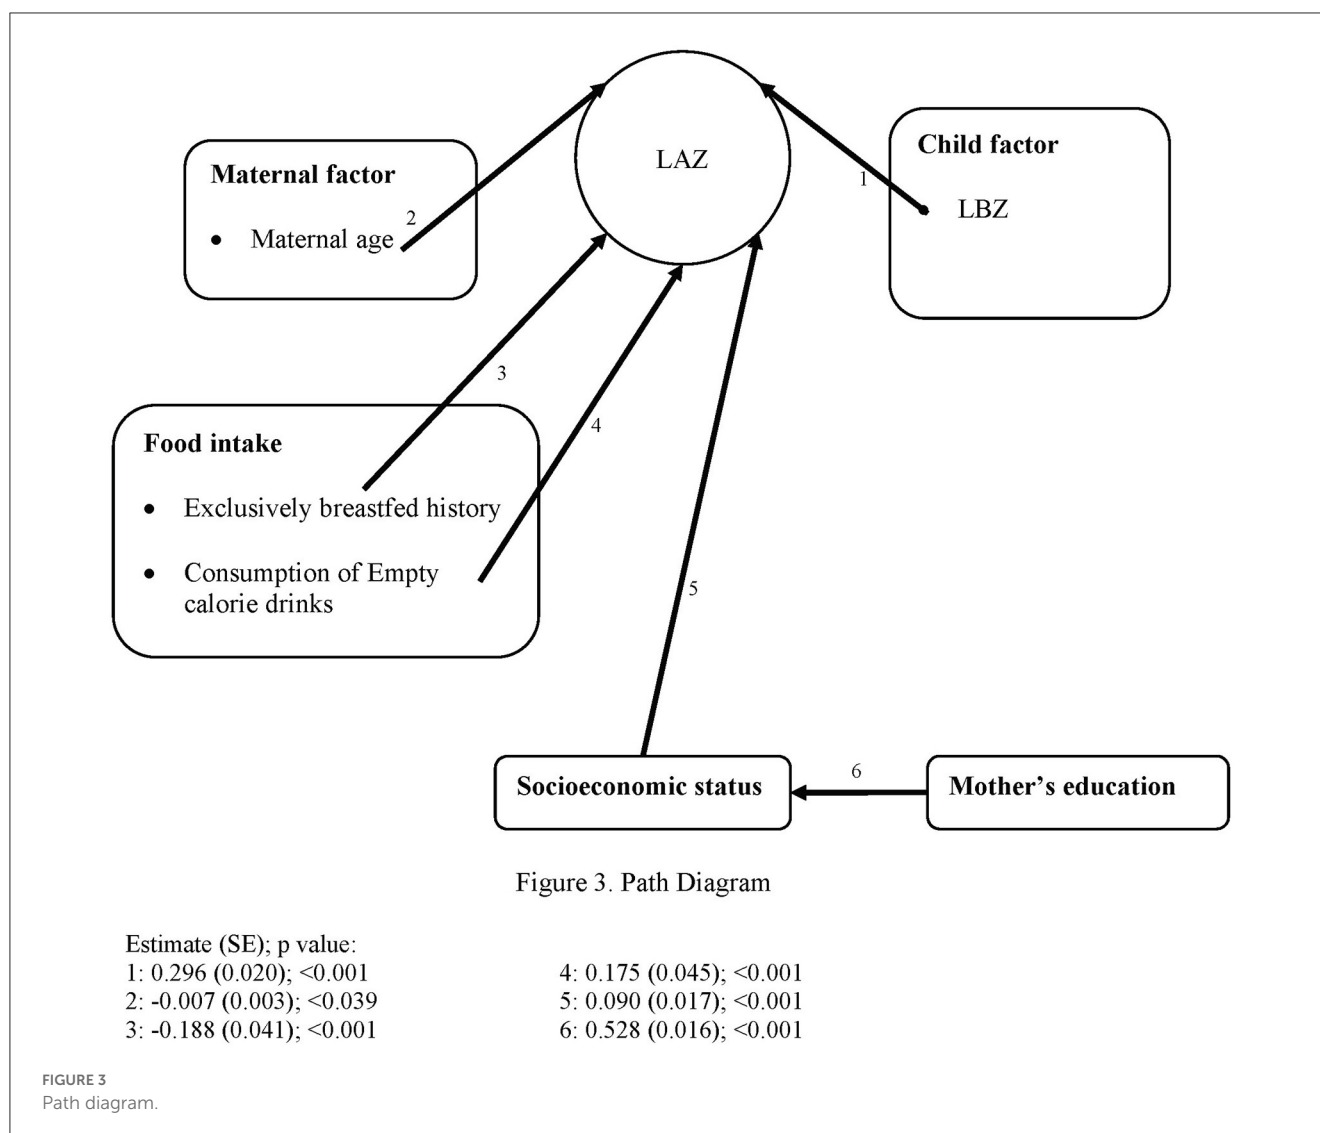 LAZ
Maternal factor
• Maternal age
2
Child factor
LBZ
1
3
4
Food intake
• Exclusively breastfed history
• Consumption of Empty
calorie drinks
5
Socioeconomic status
6
Mother's education
Figure 3. Path Diagram
Estimate (SE); p value:
1: 0.296 (0.020); <0.001
2: -0.007 (0.003); <0.039
3: -0.188 (0.041); <0.001
4: 0.175 (0.045); <0.001
5: 0.090 (0.017); <0.001
6: 0.528 (0.016); <0.001
FIGURE 3
Path diagram.